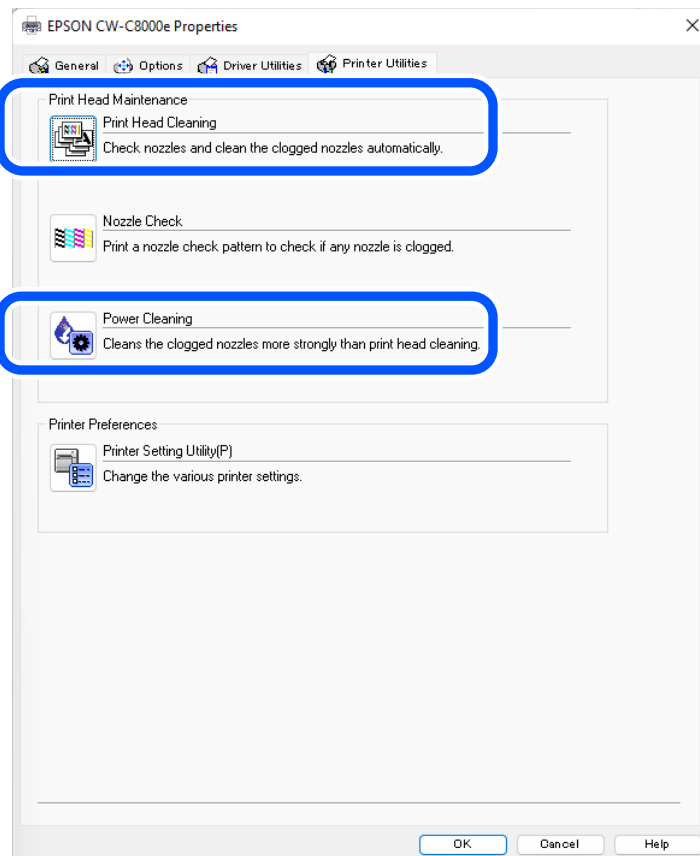 EPSON CW-C8000e Properties
General Options Driver Utilities Printer Utilities
Print Head Maintenance
Print Head Cleaning
Check nozzles and clean the clogged nozzles automatically.
Nozzle Check
Print a nozzle check pattern to check if any nozzle is clogged.
Power Cleaning
Cleans the clogged nozzles more strongly than print head cleaning.
Printer Preferences
Printer Setting Utility(P)
Change the various printer settings.
OK Cancel Help